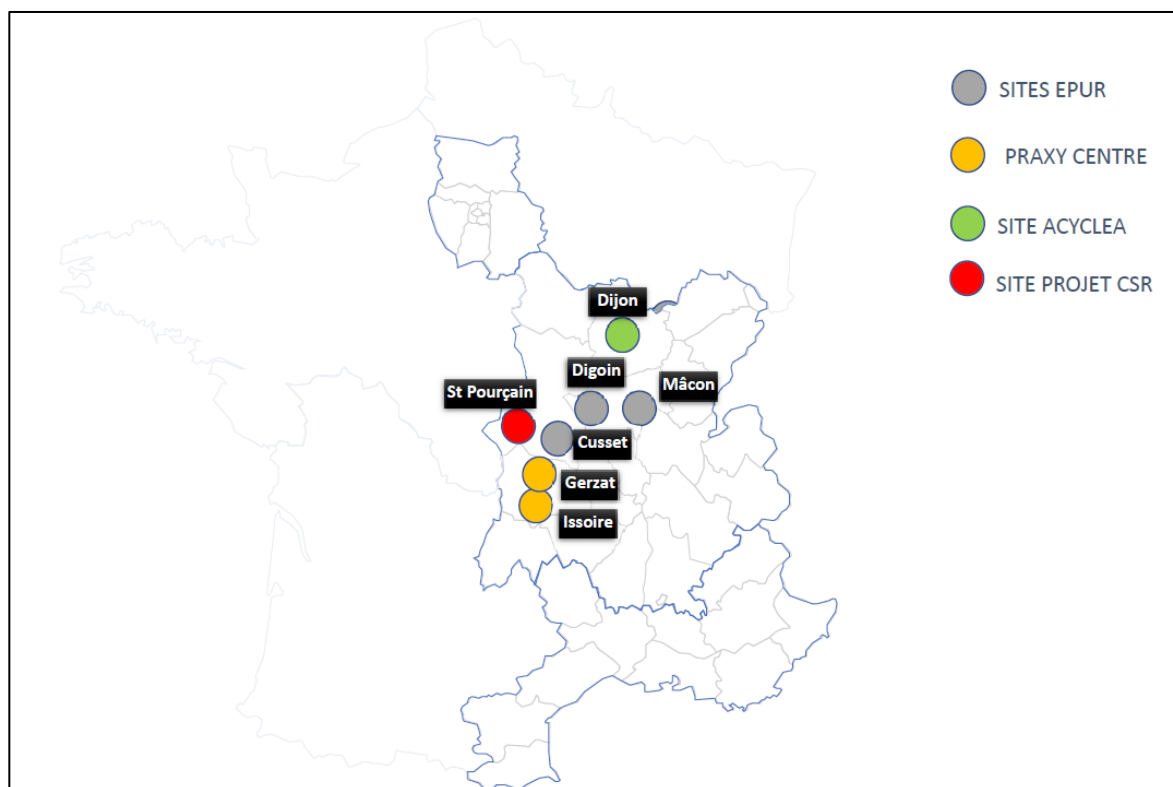 SITES EPUR
PRAXY CENTRE
SITE ACYCLEA
SITE PROJET CSR
Dijon
Digoin
Mâcon
St Pourçain
Cusset
Gerzat
Issoire